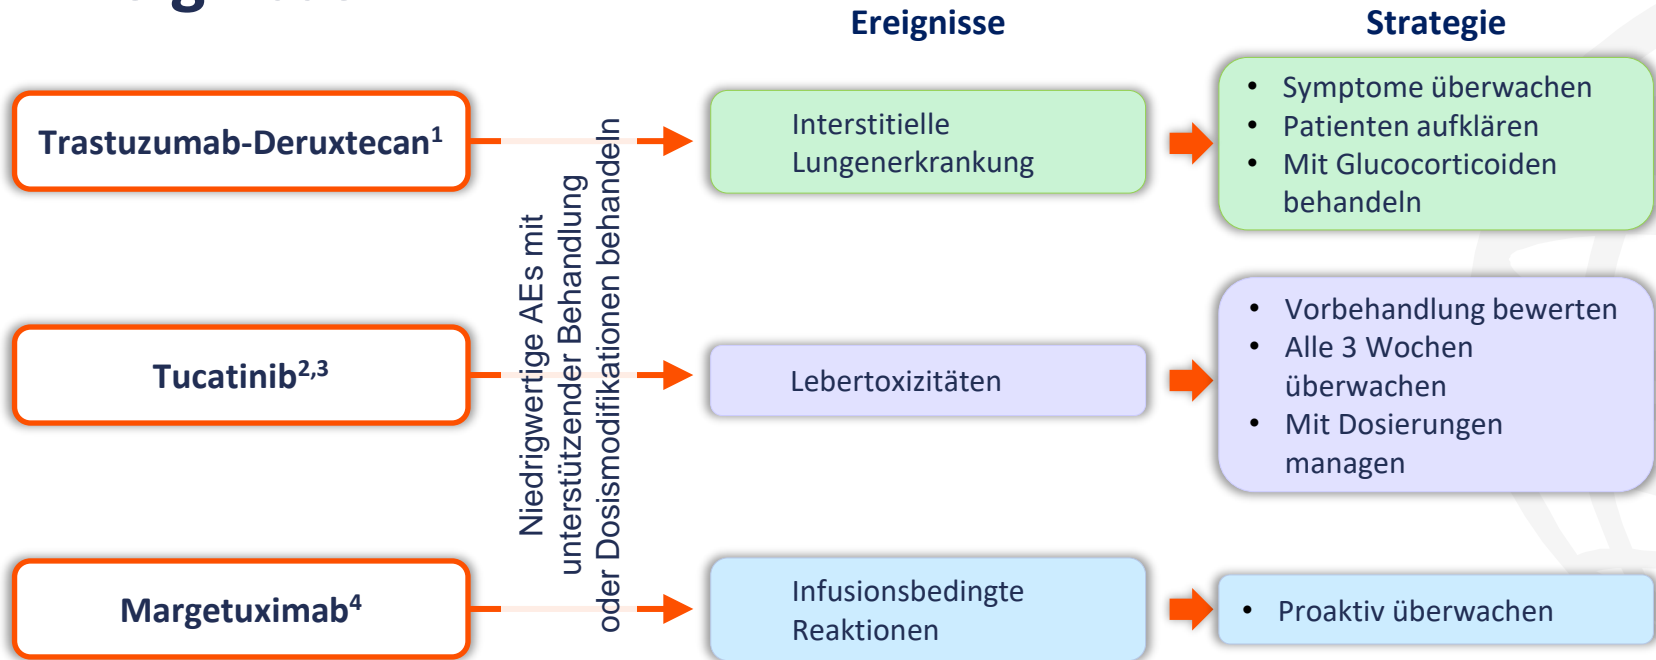 Ereignisse
Strategie
Trastuzumab-Deruxtecan1
Interstitielle
Lungenerkrankung
• Symptome überwachen
• Patienten aufklären
• Mit Glucocorticoiden
behandeln
Niedrigwertige AEs mit
unterstützender Behandlung
oder Dosismodifikationen behandeln
Tucatinib2,3
Lebertoxizitäten
• Vorbehandlung bewerten
• Alle 3 Wochen
überwachen
• Mit Dosierungen
managen
Margetuximab4
Infusionsbedingte
Reaktionen
• Proaktiv überwachen